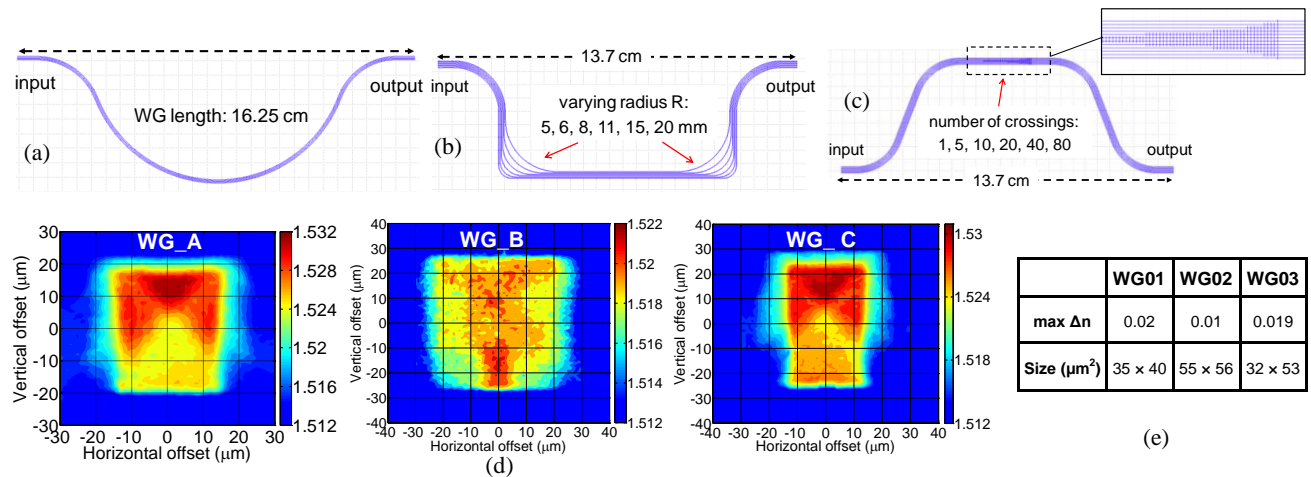 input
output
WG length: 16.25 cm
(a)
13.7 cm
input
output
varying radius R:
5, 6, 8, 11, 15, 20 mm
(b)
(c)
number of crossings:
1, 5, 10, 20, 40, 80
input
output
13.7 cm
WG_A
30
20
10
0
-10
-20
-30
-30 -20 -10 0 10 20 30
Vertical offset (µm)
Horizontal offset (µm)
1.532
1.528
1.524
1.52
1.516
1.512
WG_B
40
30
20
10
0
-10
-20
-30
-40
-40 -30 -20 -10 0 10 20 30 40
Vertical offset (µm)
Horizontal offset (µm)
1.522
1.52
1.518
1.516
1.514
1.512
WG_C
40
30
20
10
0
-10
-20
-30
-40
-40 -30 -20 -10 0 10 20 30 40
Vertical offset (µm)
Horizontal offset (µm)
1.53
1.524
1.518
1.512
(d)
WG01 WG02 WG03
max Δn 0.02 0.01 0.019
Size (µm²) 35 × 40 55 × 56 32 × 53
(e)